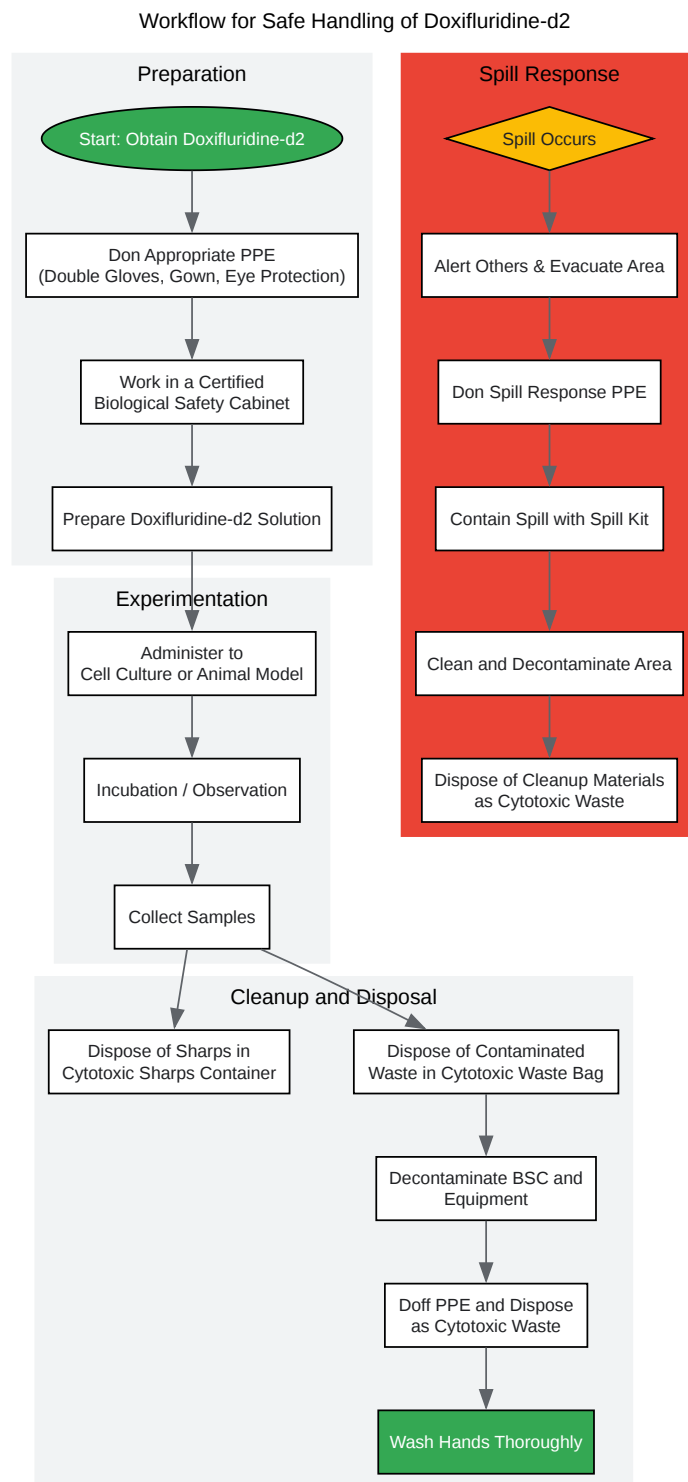 Workflow for Safe Handling of Doxifluridine-d2
Preparation
Start: Obtain Doxifluridine-d2
Don Appropriate PPE
(Double Gloves, Gown, Eye Protection)
Work in a Certified
Biological Safety Cabinet
Prepare Doxifluridine-d2 Solution
Experimentation
Administer to
Cell Culture or Animal Model
Incubation / Observation
Collect Samples
Cleanup and Disposal
Dispose of Sharps in
Cytotoxic Sharps Container
Dispose of Contaminated
Waste in Cytotoxic Waste Bag
Decontaminate BSC and
Equipment
Doff PPE and Dispose
as Cytotoxic Waste
Wash Hands Thoroughly
Spill Response
Spill Occurs
Alert Others & Evacuate Area
Don Spill Response PPE
Contain Spill with Spill Kit
Clean and Decontaminate Area
Dispose of Cleanup Materials
as Cytotoxic Waste